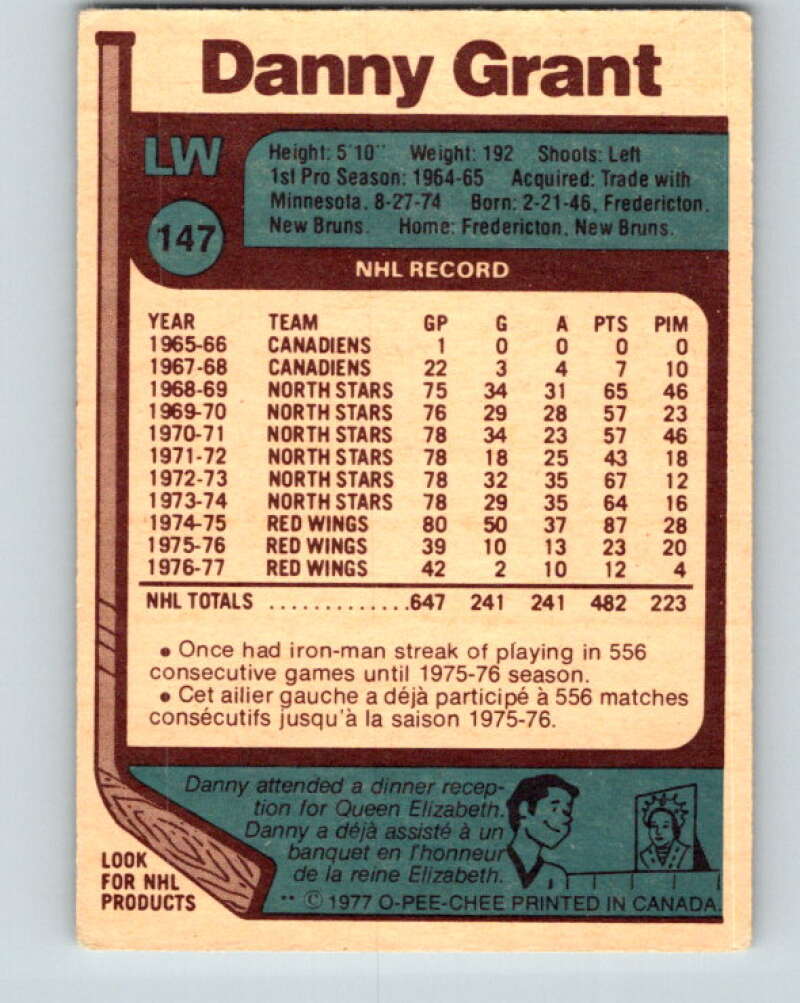 Danny Grant
LW
147
Height: 5'10" Weight: 192 Shoots: Left
1st Pro Season: 1964-65 Acquired: Trade with
Minnesota, 8-27-74 Born: 2-21-46, Fredericton,
New Bruns. Home: Fredericton, New Bruns.
NHL RECORD
YEAR TEAM GP G A PTS PIM
1965-66 CANADIENS 1 0 0 0 0
1967-68 CANADIENS 22 3 4 7 10
1968-69 NORTH STARS 75 34 31 65 46
1969-70 NORTH STARS 76 29 28 57 23
1970-71 NORTH STARS 78 34 23 57 46
1971-72 NORTH STARS 78 18 25 43 18
1972-73 NORTH STARS 78 32 35 67 12
1973-74 NORTH STARS 78 29 35 64 16
1974-75 RED WINGS 80 50 37 87 28
1975-76 RED WINGS 39 10 13 23 20
1976-77 RED WINGS 42 2 10 12 4
NHL TOTALS .............647 241 241 482 223
• Once had iron-man streak of playing in 556
consecutive games until 1975-76 season.
• Cet ailier gauche a déjà participé à 556 matches
consécutifs jusqu'à la saison 1975-76.
Danny attended a dinner recep-
tion for Queen Elizabeth.
Danny a déjà assisté à un
banquet en l'honneur
de la reine Elizabeth.
LOOK
FOR NHL
PRODUCTS
** © 1977 O-PEE-CHEE PRINTED IN CANADA.